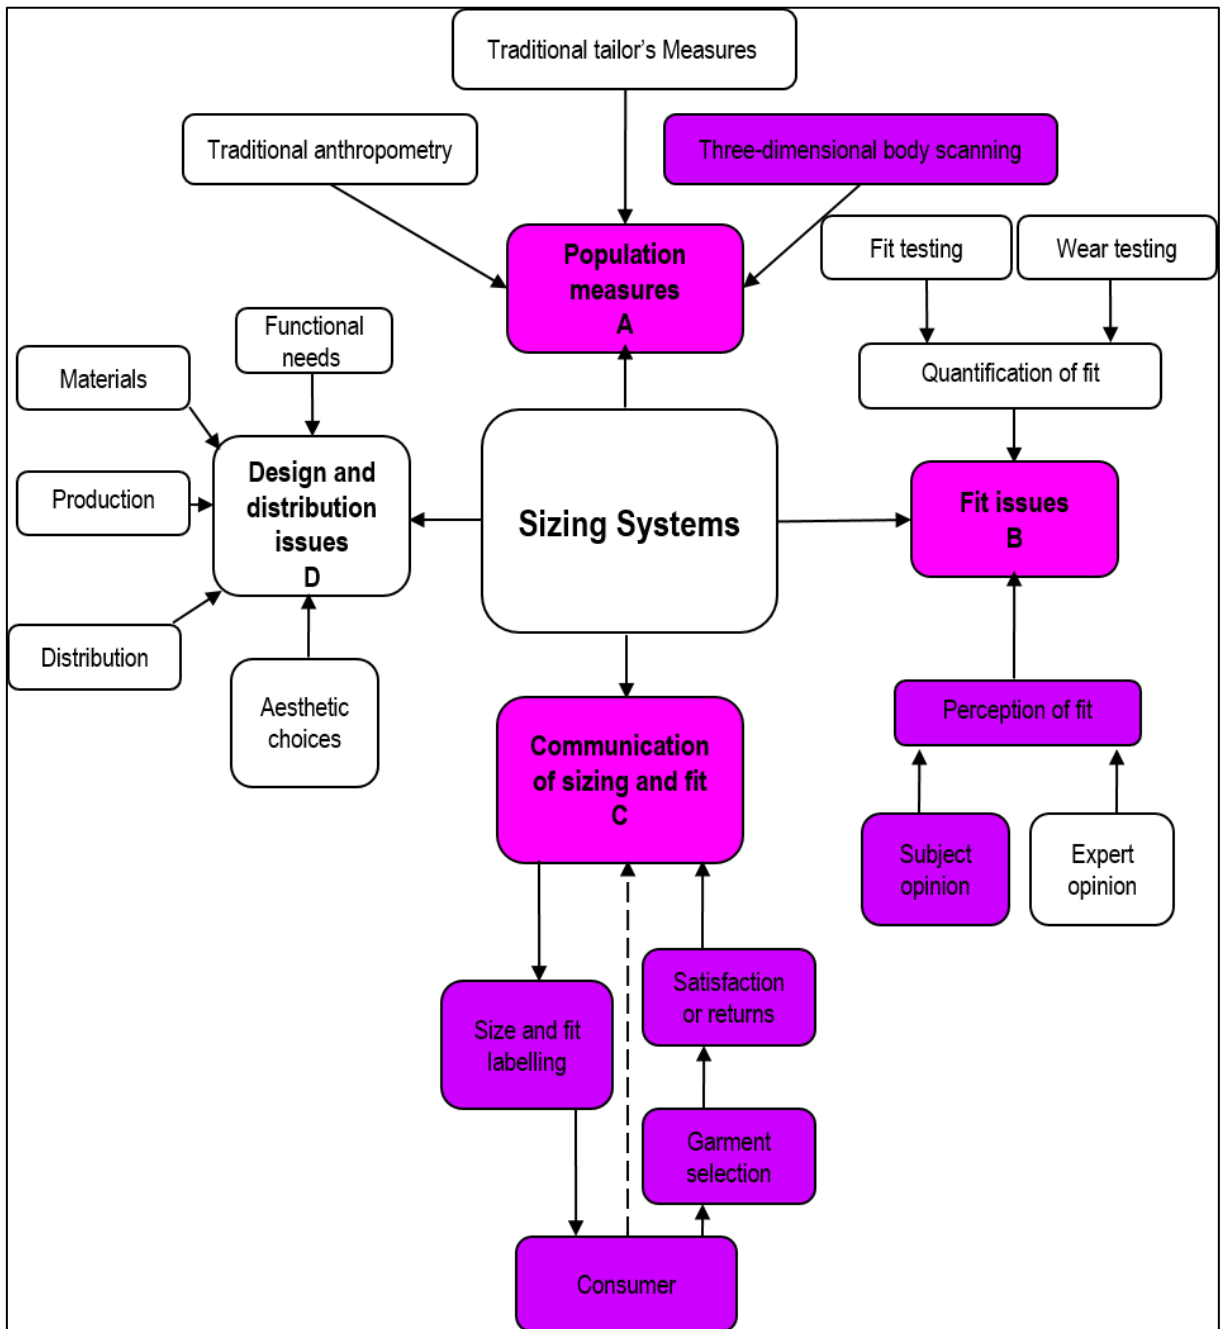 Traditional tailor’s Measures
Traditional anthropometry
Three-dimensional body scanning
Population
measures
A
Fit testing
Wear testing
Functional
needs
Materials
Quantification of fit
Design and
distribution
issues
D
Production
Sizing Systems
Fit issues
B
Distribution
Aesthetic
choices
Perception of fit
Communication
of sizing and fit
C
Subject
opinion
Expert
opinion
Satisfaction
or returns
Size and fit
labelling
Garment
selection
Consumer